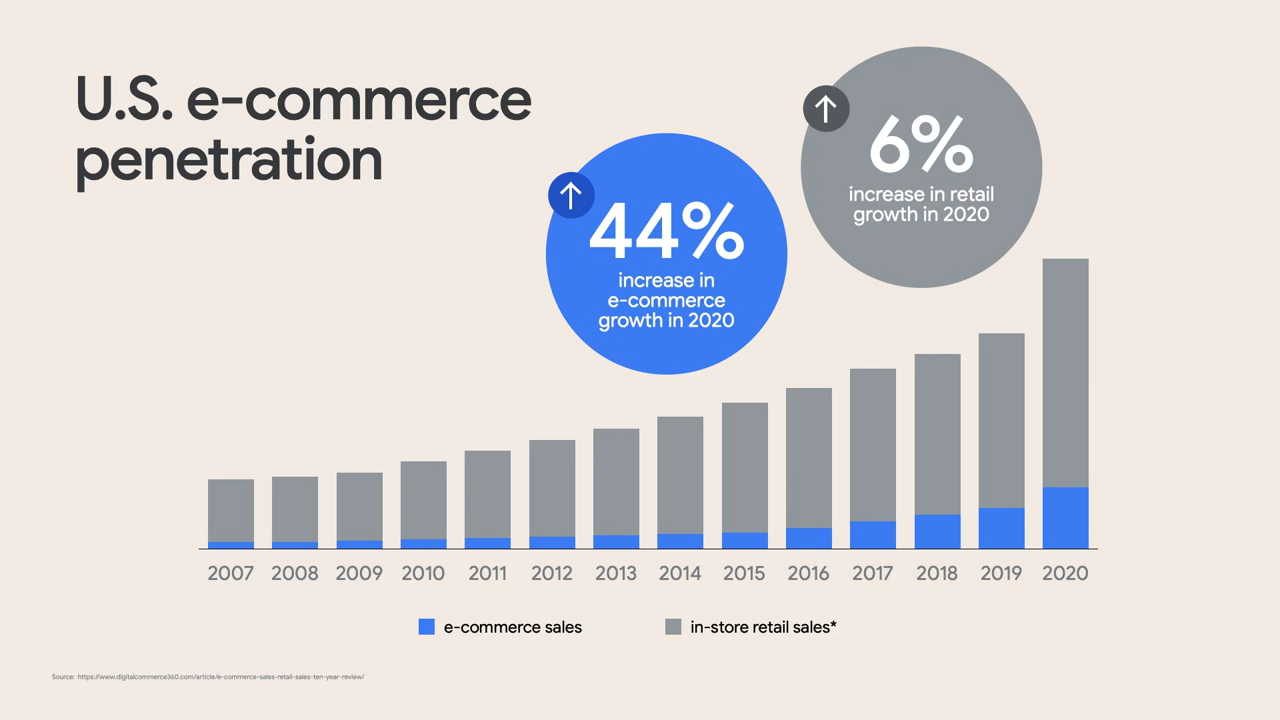 U.S. e-commerce
penetration
44%
increase in
e-commerce
growth in 2020
6%
increase in retail
growth in 2020
2007 2008 2009 2010 2011 2012 2013 2014 2015 2016 2017 2018 2019 2020
e-commerce sales
in-store retail sales*
Source: https://www.digitalcommerce360.com/article/e-commerce-sales-retail-sales-ten-year-review/